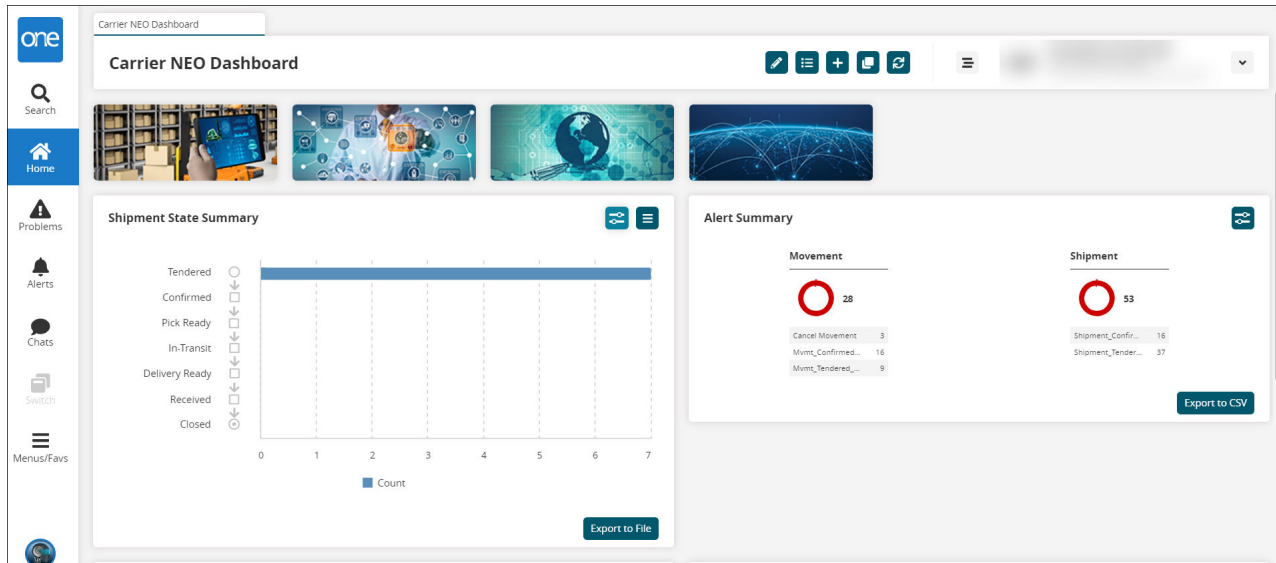 one
Carrier NEO Dashboard
Carrier NEO Dashboard
Search
Home
Problems
Alerts
Chats
Switch
Menus/Favs
Shipment State Summary
Tendered
Confirmed
Pick Ready
In-Transit
Delivery Ready
Received
Closed
0 1 2 3 4 5 6 7
Count
Export to File
Alert Summary
Movement
28
Cancel Movement 3
Mvmt_Confirmed... 16
Mvmt_Tendered_... 9
Shipment
53
Shipment_Confir... 16
Shipment_Tender... 37
Export to CSV